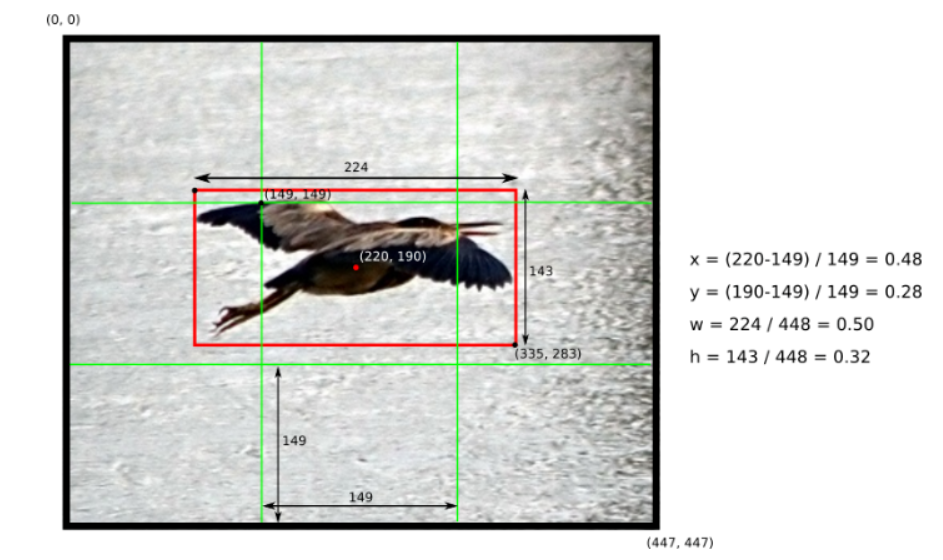 (0, 0)
224
(149, 149)
(220, 190)
143
(335, 283)
149
149
(447, 447)
x = (220-149) / 149 = 0.48
y = (190-149) / 149 = 0.28
w = 224 / 448 = 0.50
h = 143 / 448 = 0.32